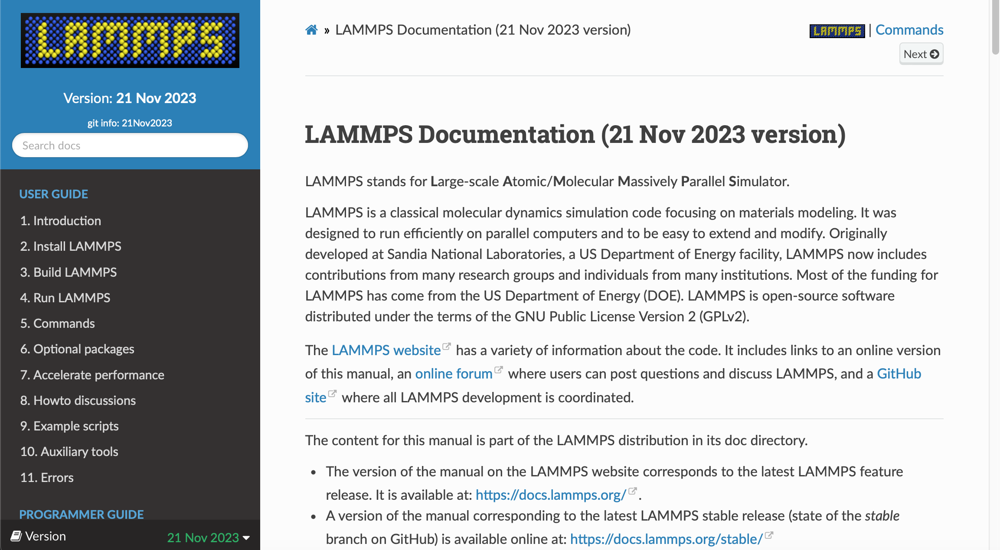 LAMMPS
Version: 21 Nov 2023
git info: 21Nov2023
Search docs
USER GUIDE
1. Introduction
2. Install LAMMPS
3. Build LAMMPS
4. Run LAMMPS
5. Commands
6. Optional packages
7. Accelerate performance
8. Howto discussions
9. Example scripts
10. Auxiliary tools
11. Errors
PROGRAMMER GUIDE
Version 21 Nov 2023
» LAMMPS Documentation (21 Nov 2023 version)
LAMMPS | Commands
Next
LAMMPS Documentation (21 Nov 2023 version)
LAMMPS stands for Large-scale Atomic/Molecular Massively Parallel Simulator.
LAMMPS is a classical molecular dynamics simulation code focusing on materials modeling. It was
designed to run efficiently on parallel computers and to be easy to extend and modify. Originally
developed at Sandia National Laboratories, a US Department of Energy facility, LAMMPS now includes
contributions from many research groups and individuals from many institutions. Most of the funding for
LAMMPS has come from the US Department of Energy (DOE). LAMMPS is open-source software
distributed under the terms of the GNU Public License Version 2 (GPLv2).
The LAMMPS website has a variety of information about the code. It includes links to an online version
of this manual, an online forum where users can post questions and discuss LAMMPS, and a GitHub
site where all LAMMPS development is coordinated.
The content for this manual is part of the LAMMPS distribution in its doc directory.
• The version of the manual on the LAMMPS website corresponds to the latest LAMMPS feature
release. It is available at: https://docs.lammps.org/ .
• A version of the manual corresponding to the latest LAMMPS stable release (state of the stable
branch on GitHub) is available online at: https://docs.lammps.org/stable/